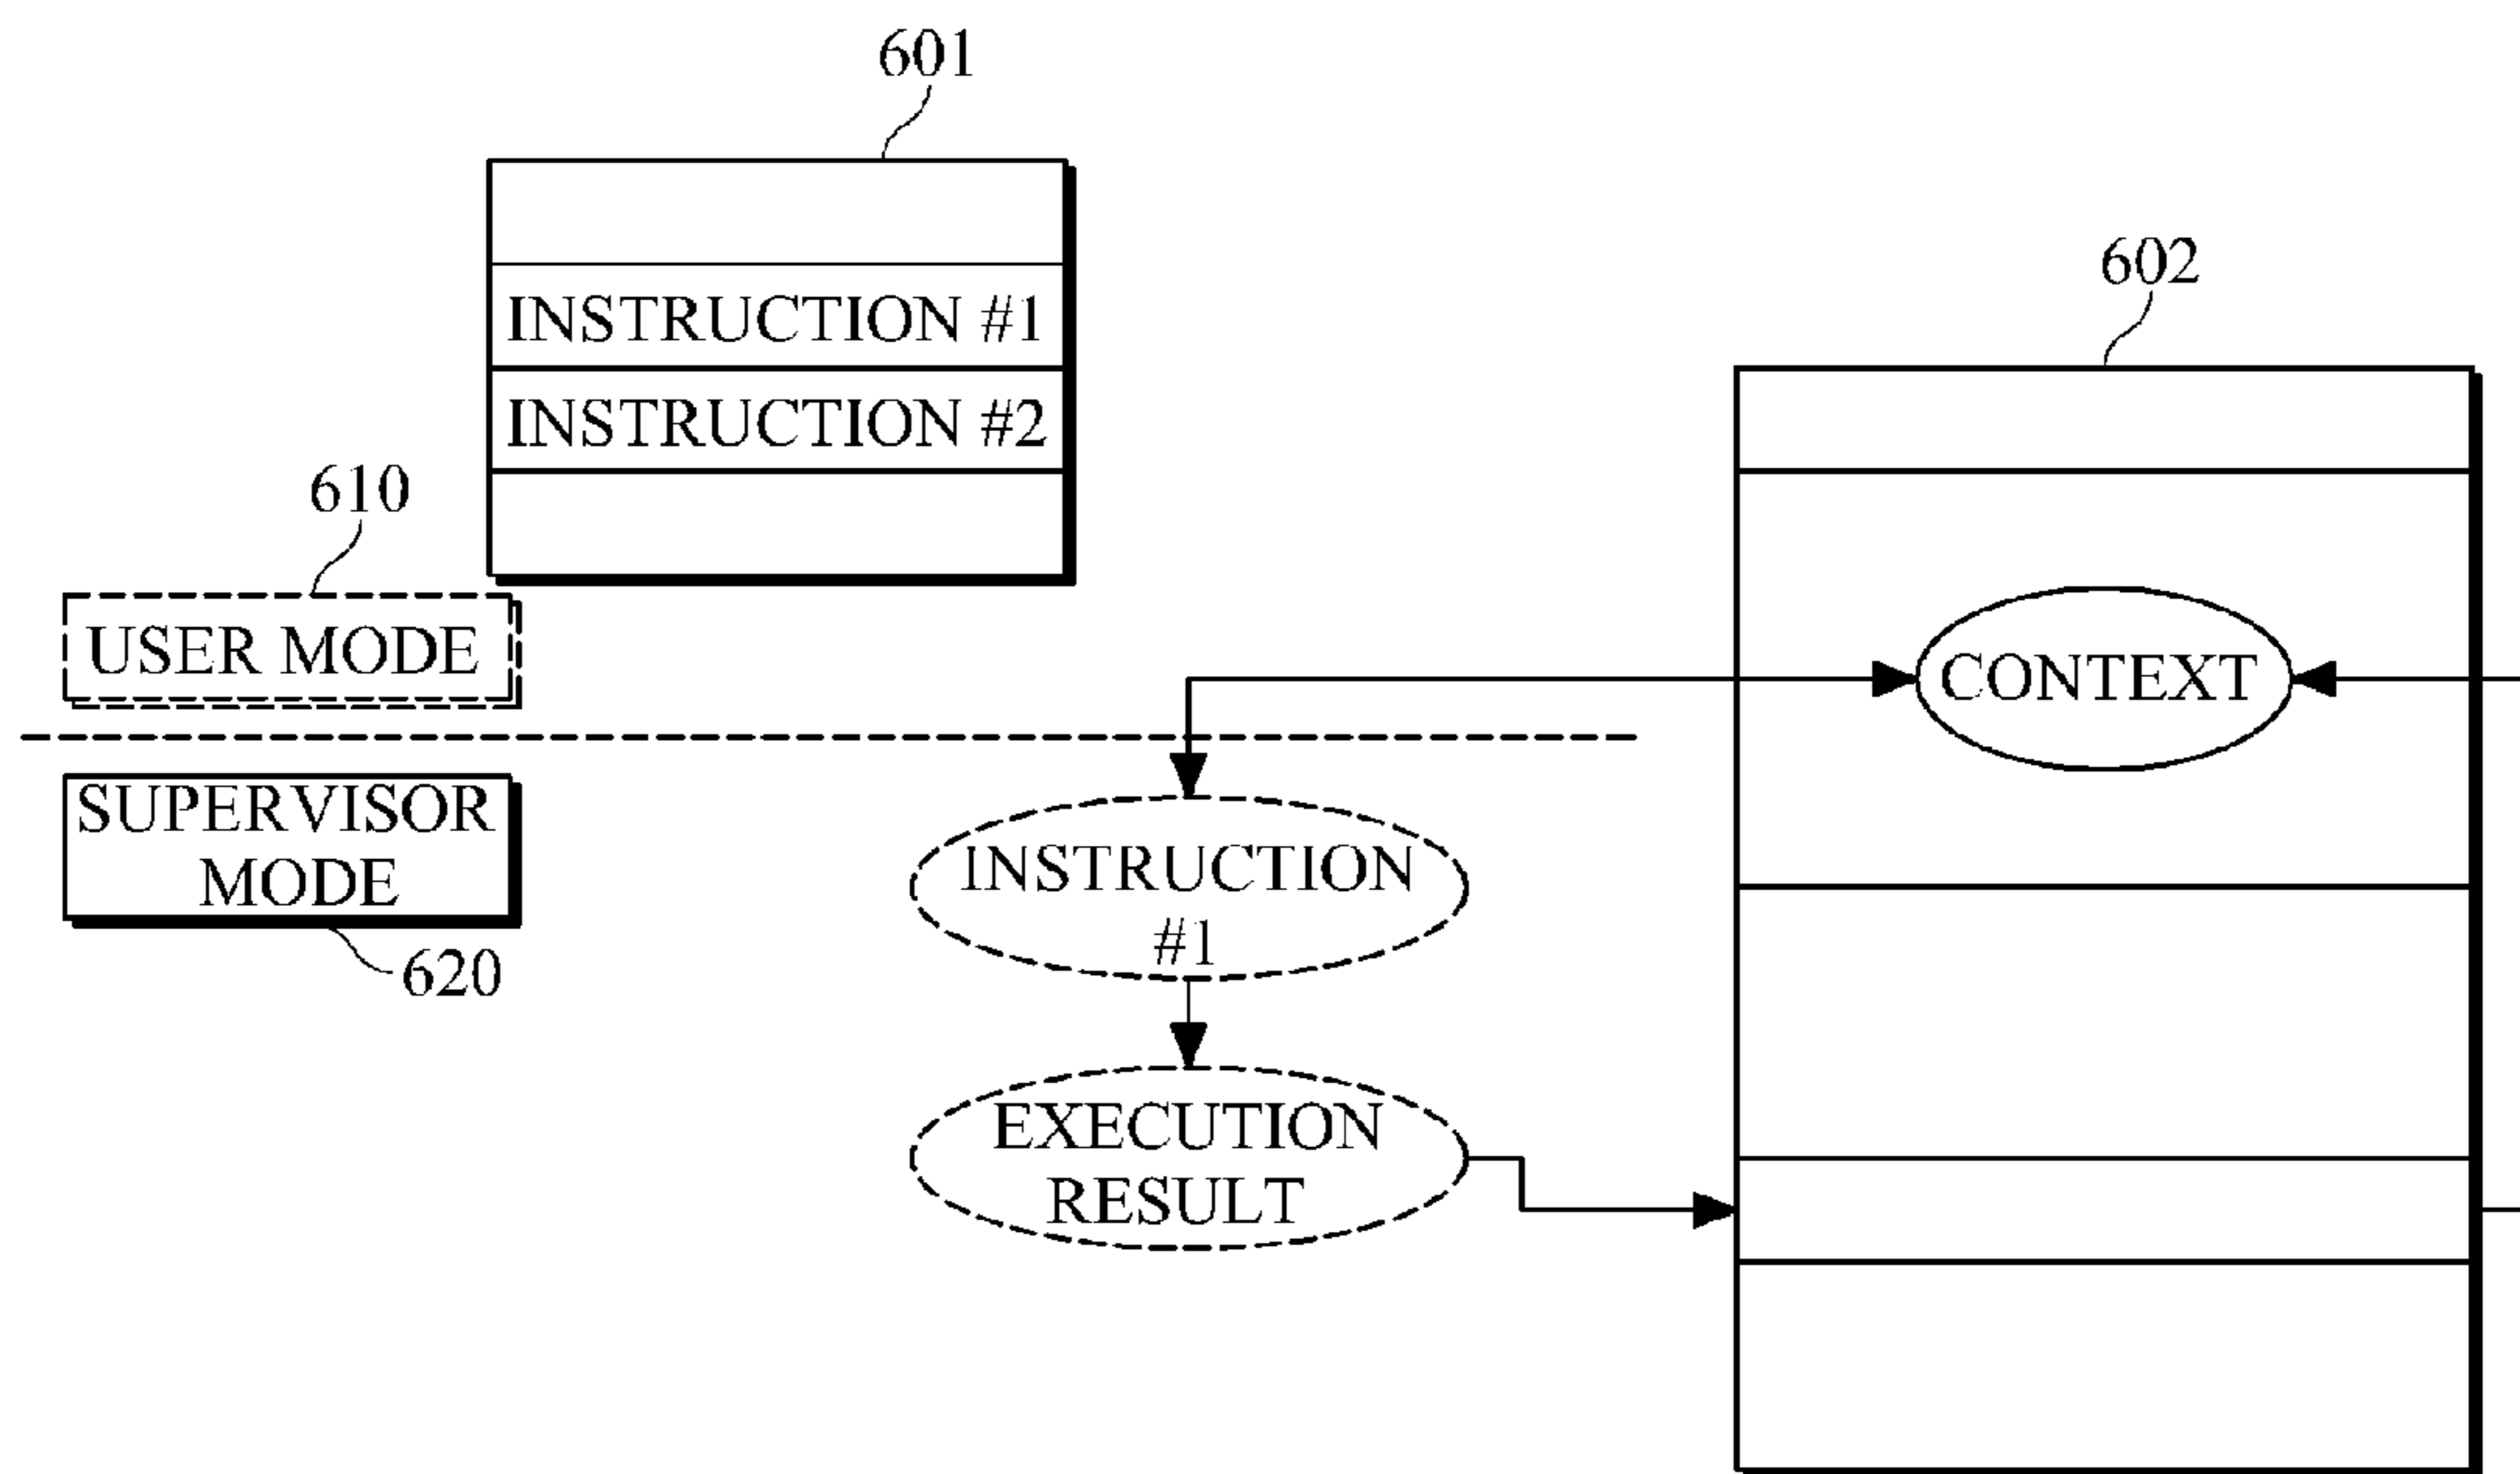 601
INSTRUCTION #1
INSTRUCTION #2
602
610
USER MODE
CONTEXT
SUPERVISOR
MODE
620
INSTRUCTION
#1
EXECUTION
RESULT